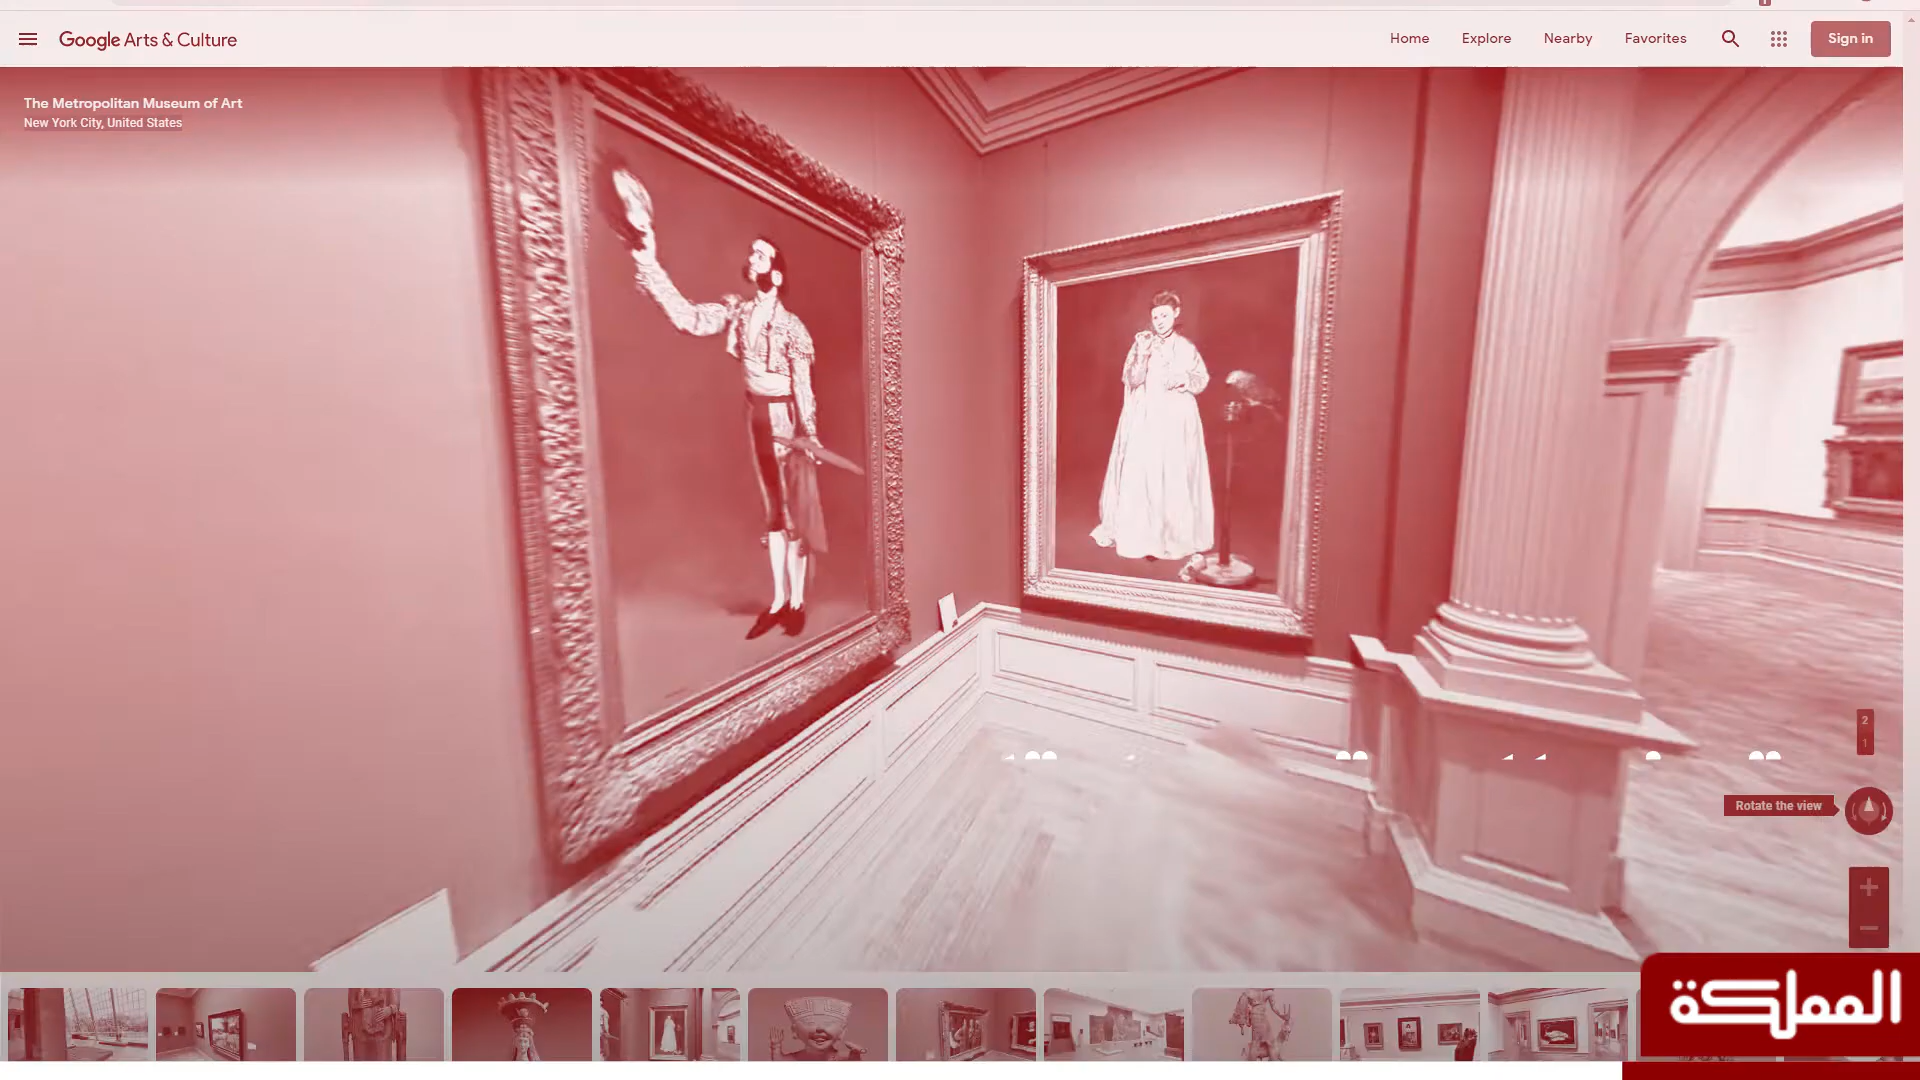 Google Arts & Culture
Home
Explore
Nearby
Favorites
Sign in
The Metropolitan Museum of Art
New York City, United States
2
1
Rotate the view
المملكة